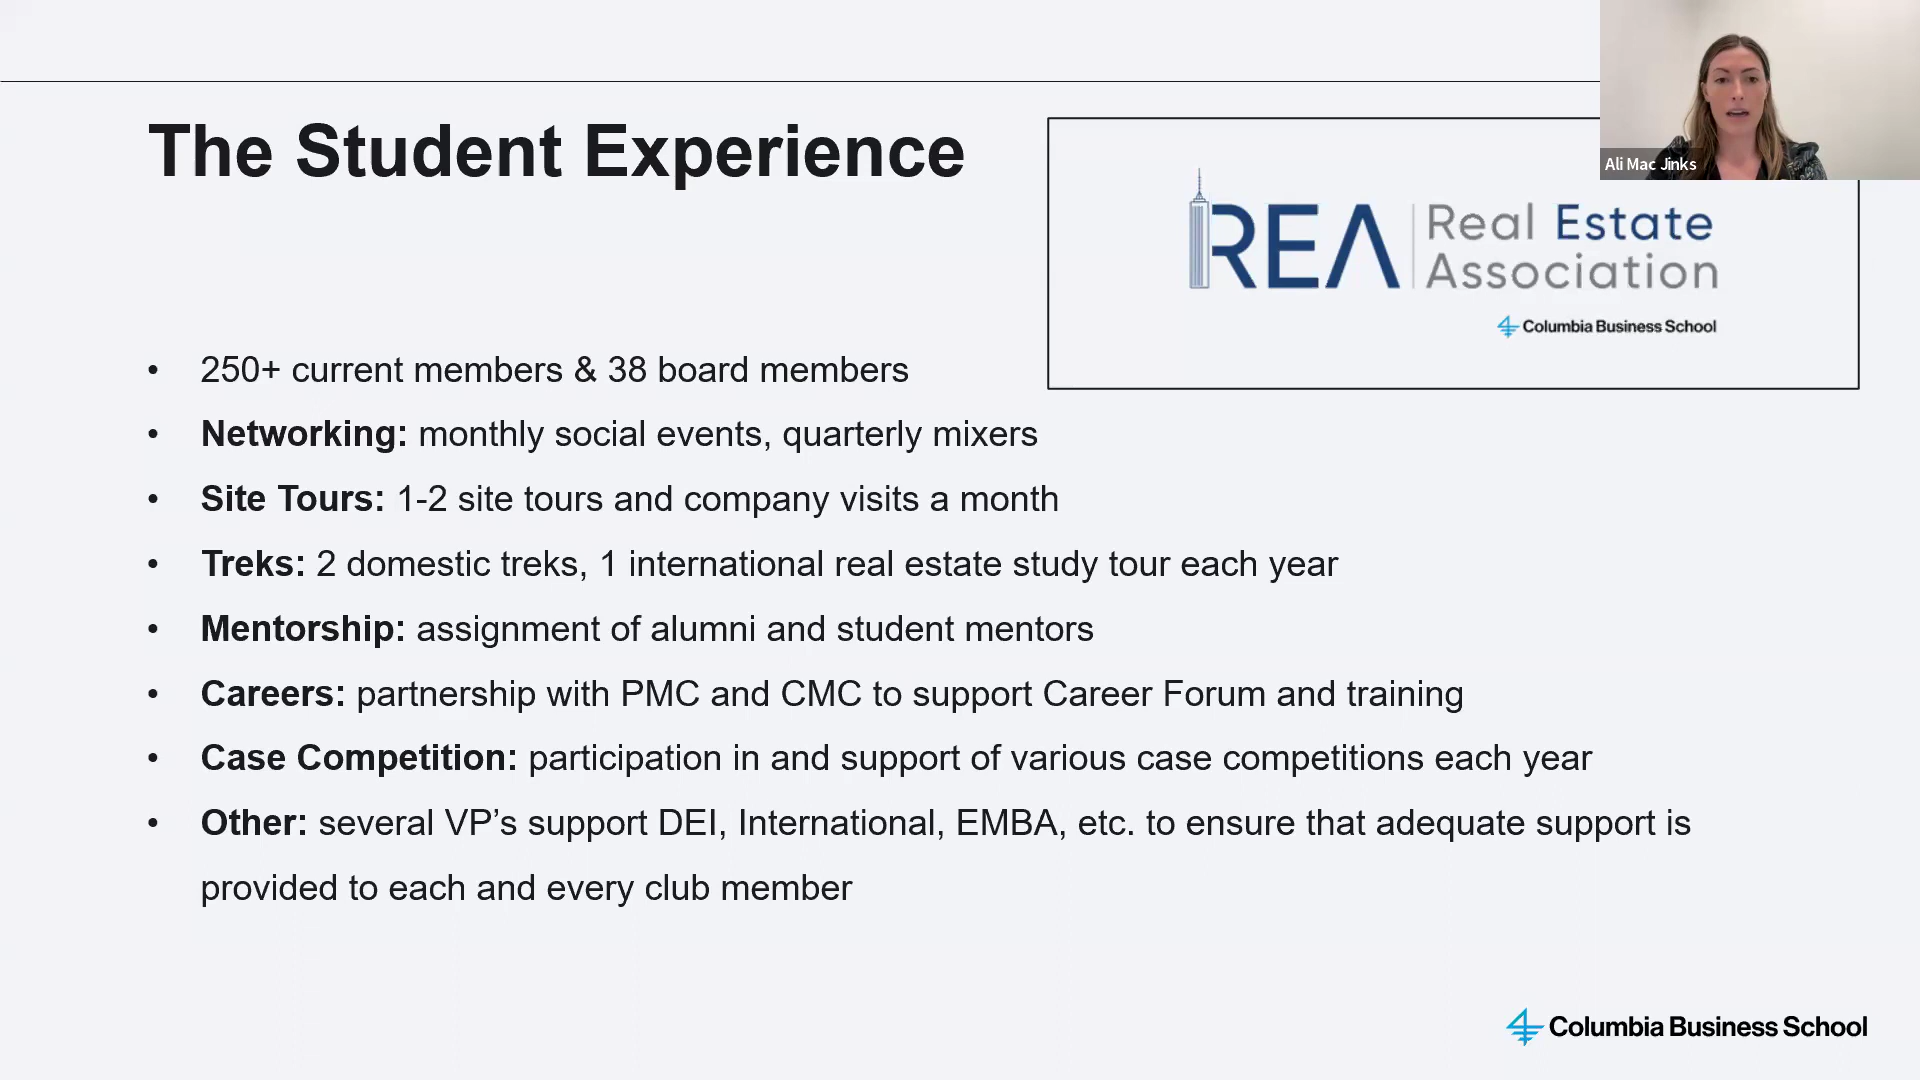 Ali Mac Jinks
The Student Experience
REA
Real Estate
Association
Columbia Business School
• 250+ current members & 38 board members
• Networking: monthly social events, quarterly mixers
• Site Tours: 1-2 site tours and company visits a month
• Treks: 2 domestic treks, 1 international real estate study tour each year
• Mentorship: assignment of alumni and student mentors
• Careers: partnership with PMC and CMC to support Career Forum and training
• Case Competition: participation in and support of various case competitions each year
• Other: several VP’s support DEI, International, EMBA, etc. to ensure that adequate support is
provided to each and every club member
Columbia Business School